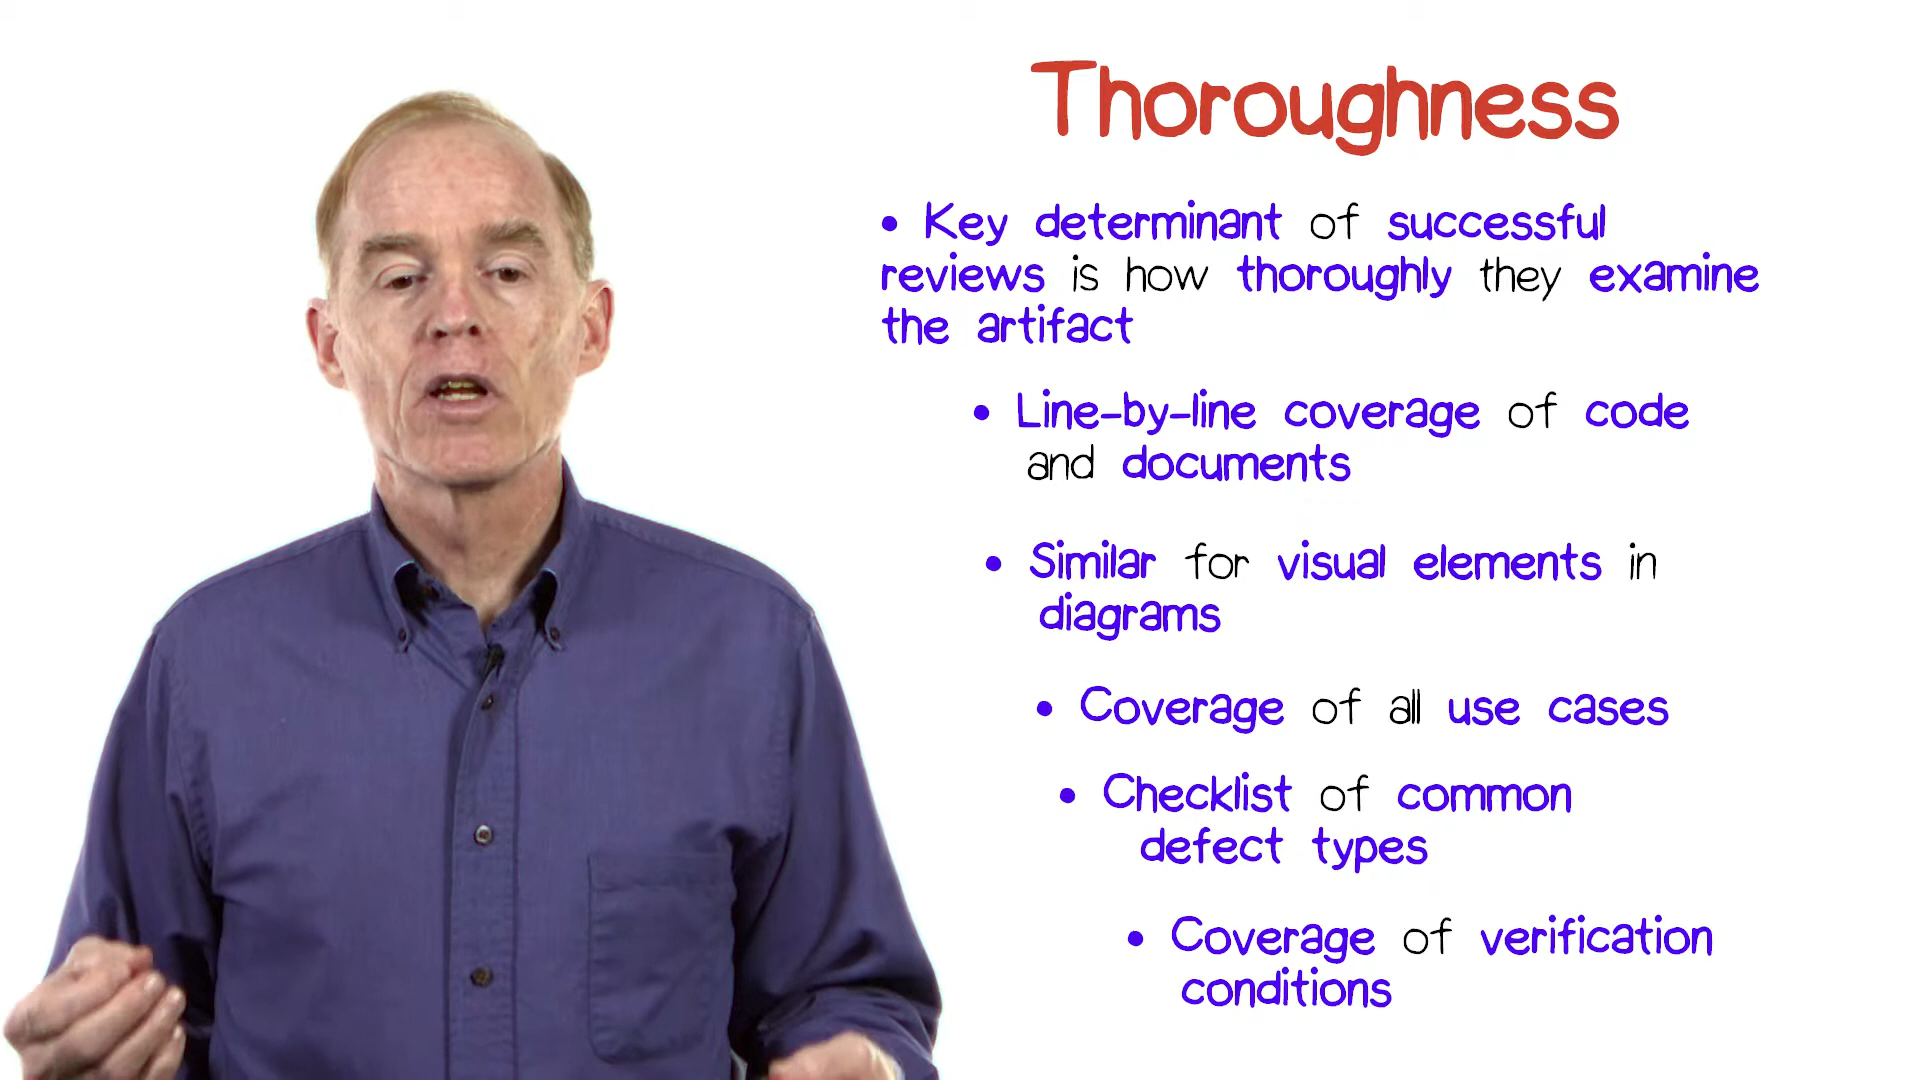 Thoroughness
• Key determinant of successful
reviews is how thoroughly they examine
the artifact
• Line-by-line coverage of code
and documents
• Similar for visual elements in
diagrams
• Coverage of all use cases
• Checklist of common
defect types
• Coverage of verification
conditions